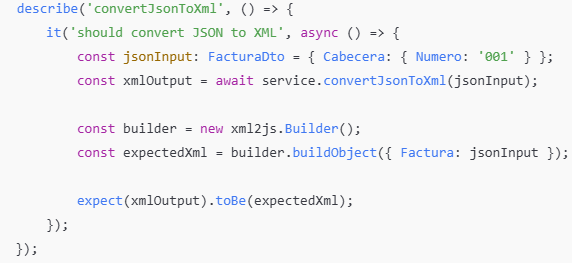 describe('convertJsonToXml', () => {
    it('should convert JSON to XML', async () => {
        const jsonInput: FacturaDto = { Cabecera: { Numero: '001' } };
        const xmlOutput = await service.convertJsonToXml(jsonInput);

        const builder = new xml2js.Builder();
        const expectedXml = builder.buildObject({ Factura: jsonInput });

        expect(xmlOutput).toBe(expectedXml);
    });
});